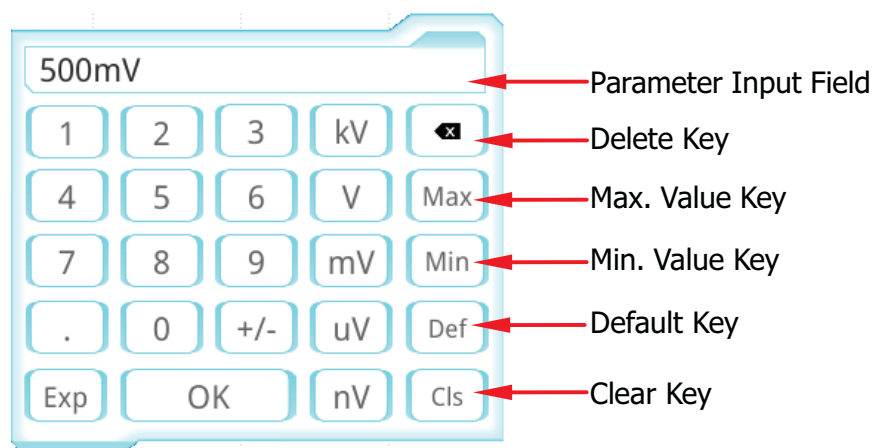 500mV Parameter Input Field
1 2 3 kV Delete Key
4 5 6 V Max Max. Value Key
7 8 9 mV Min Min. Value Key
. 0 +/- uV Def Default Key
Exp OK nV Cls Clear Key